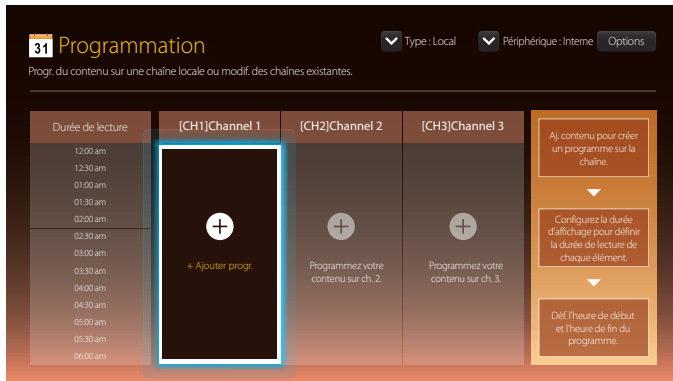 31 Programmation
Type : Local
Périphérique : Interne
Options
Progr. du contenu sur une chaîne locale ou modif. des chaînes existantes.
Durée de lecture
[CH1]Channel 1
[CH2]Channel 2
[CH3]Channel 3
12:00 am
12:30 am
01:00 am
01:30 am
02:00 am
02:30 am
03:00 am
03:30 am
04:00 am
04:30 am
05:00 am
05:30 am
06:00 am
+ Ajouter progr.
Programmez votre
contenu sur ch. 2.
Programmez votre
contenu sur ch. 3.
Aj. contenu pour créer
un programme sur la
chaîne.
Configurez la durée
d'affichage pour définir
la durée de lecture de
chaque élément.
Déf. l'heure de début
et l'heure de fin du
programme.